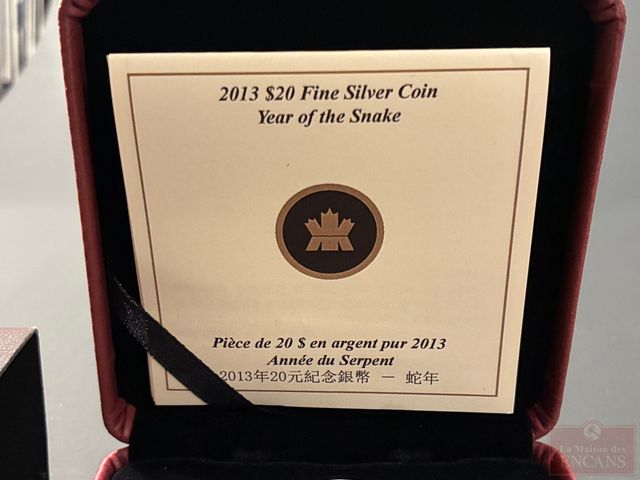 2013 $20 Fine Silver Coin
Year of the Snake
Pièce de 20 $ en argent pur 2013
Année du Serpent
2013年20元紀念銀幣 — 蛇年
La Maison des
ENCANS